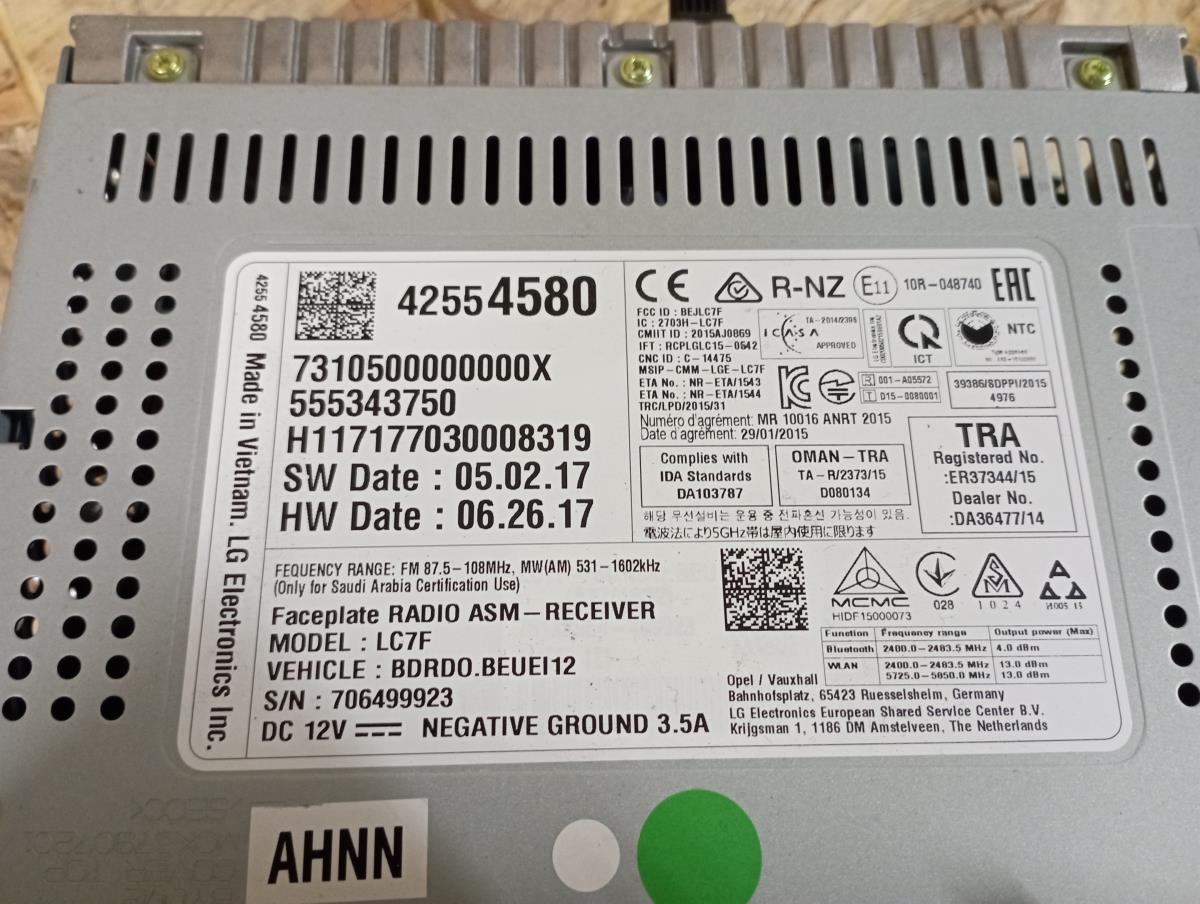 4255 4580 Made in Vietnam. LG Electronics Inc.
42554580
7310500000000X
555343750
H117177030008319
SW Date : 05.02.17
HW Date : 06.26.17
CE R-NZ E11 10R-048740 EAC
FCC ID : BEJLC7F
IC : 2703H-LC7F
CMIIT ID : 2015AJ0869
IFT : RCPLGLC15-0642
CNC ID : C-14475
MSIP-CMM-LGE-LC7F
ETA No. : NR-ETA/1543
ETA No. : NR-ETA/1544
TRC/LPD/2015/31
ICASA
TA-2014/2396
APPROVED
ICT
NTC
R 001-A05572
T D15-0080001
39386/SDPPI/2015
4976
Numéro d'agrément: MR 10016 ANRT 2015
Date d'agrément: 29/01/2015
Complies with
IDA Standards
DA103787
OMAN-TRA
TA-R/2373/15
D080134
TRA
Registered No.
:ER37344/15
Dealer No.
:DA36477/14
해당 무선설비는 운용 중 전파혼신 가능성이 있음.
電波法により5GHz帯は屋内使用に限ります
FEQUENCY RANGE: FM 87.5-108MHz, MW(AM) 531-1602kHz
(Only for Saudi Arabia Certification Use)
Faceplate RADIO ASM-RECEIVER
MODEL : LC7F
VEHICLE : BDRDO.BEUEI12
S/N : 706499923
DC 12V NEGATIVE GROUND 3.5A
MCMC
HIDF15000073
028
1024
Function Frequency range Output power (Max)
Bluetooth 2400.0-2483.5 MHz 4.0 dBm
WLAN 2400.0-2483.5 MHz 13.0 dBm
5725.0-5850.0 MHz 13.0 dBm
Opel / Vauxhall
Bahnhofsplatz, 65423 Ruesselsheim, Germany
LG Electronics European Shared Service Center B.V.
Krijgsman 1, 1186 DM Amstelveen, The Netherlands
AHNN